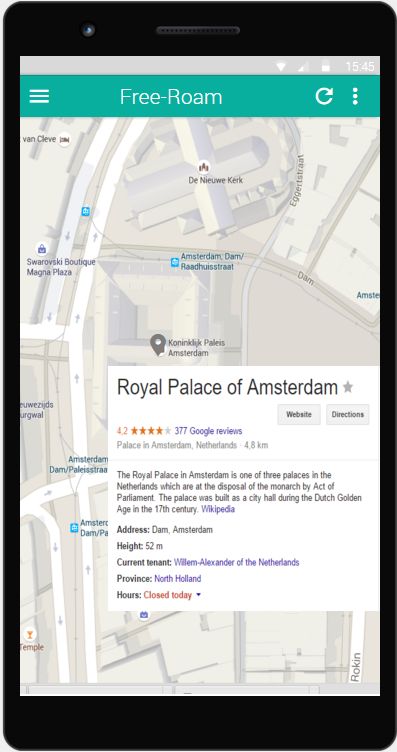 15:45
Free-Roam
van Cleve
De Nieuwe Kerk
Eggertstraat
Swarovski Boutique
Magna Plaza
Amsterdam, Dam/
Raadhuisstraat
Dam
Amste
Koninklijk Paleis
Amsterdam
Royal Palace of Amsterdam
Website
Directions
4,2 377 Google reviews
Palace in Amsterdam, Netherlands · 4,8 km
euwezijds
urgwal
Amsterdam
Dam/Paleisstraat
The Royal Palace in Amsterdam is one of three palaces in the
Netherlands which are at the disposal of the monarch by Act of
Parliament. The palace was built as a city hall during the Dutch Golden
Age in the 17th century. Wikipedia
Amsterd
Dam/Pa
Address: Dam, Amsterdam
Height: 52 m
Current tenant: Willem-Alexander of the Netherlands
Province: North Holland
Hours: Closed today
Temple
Rokin